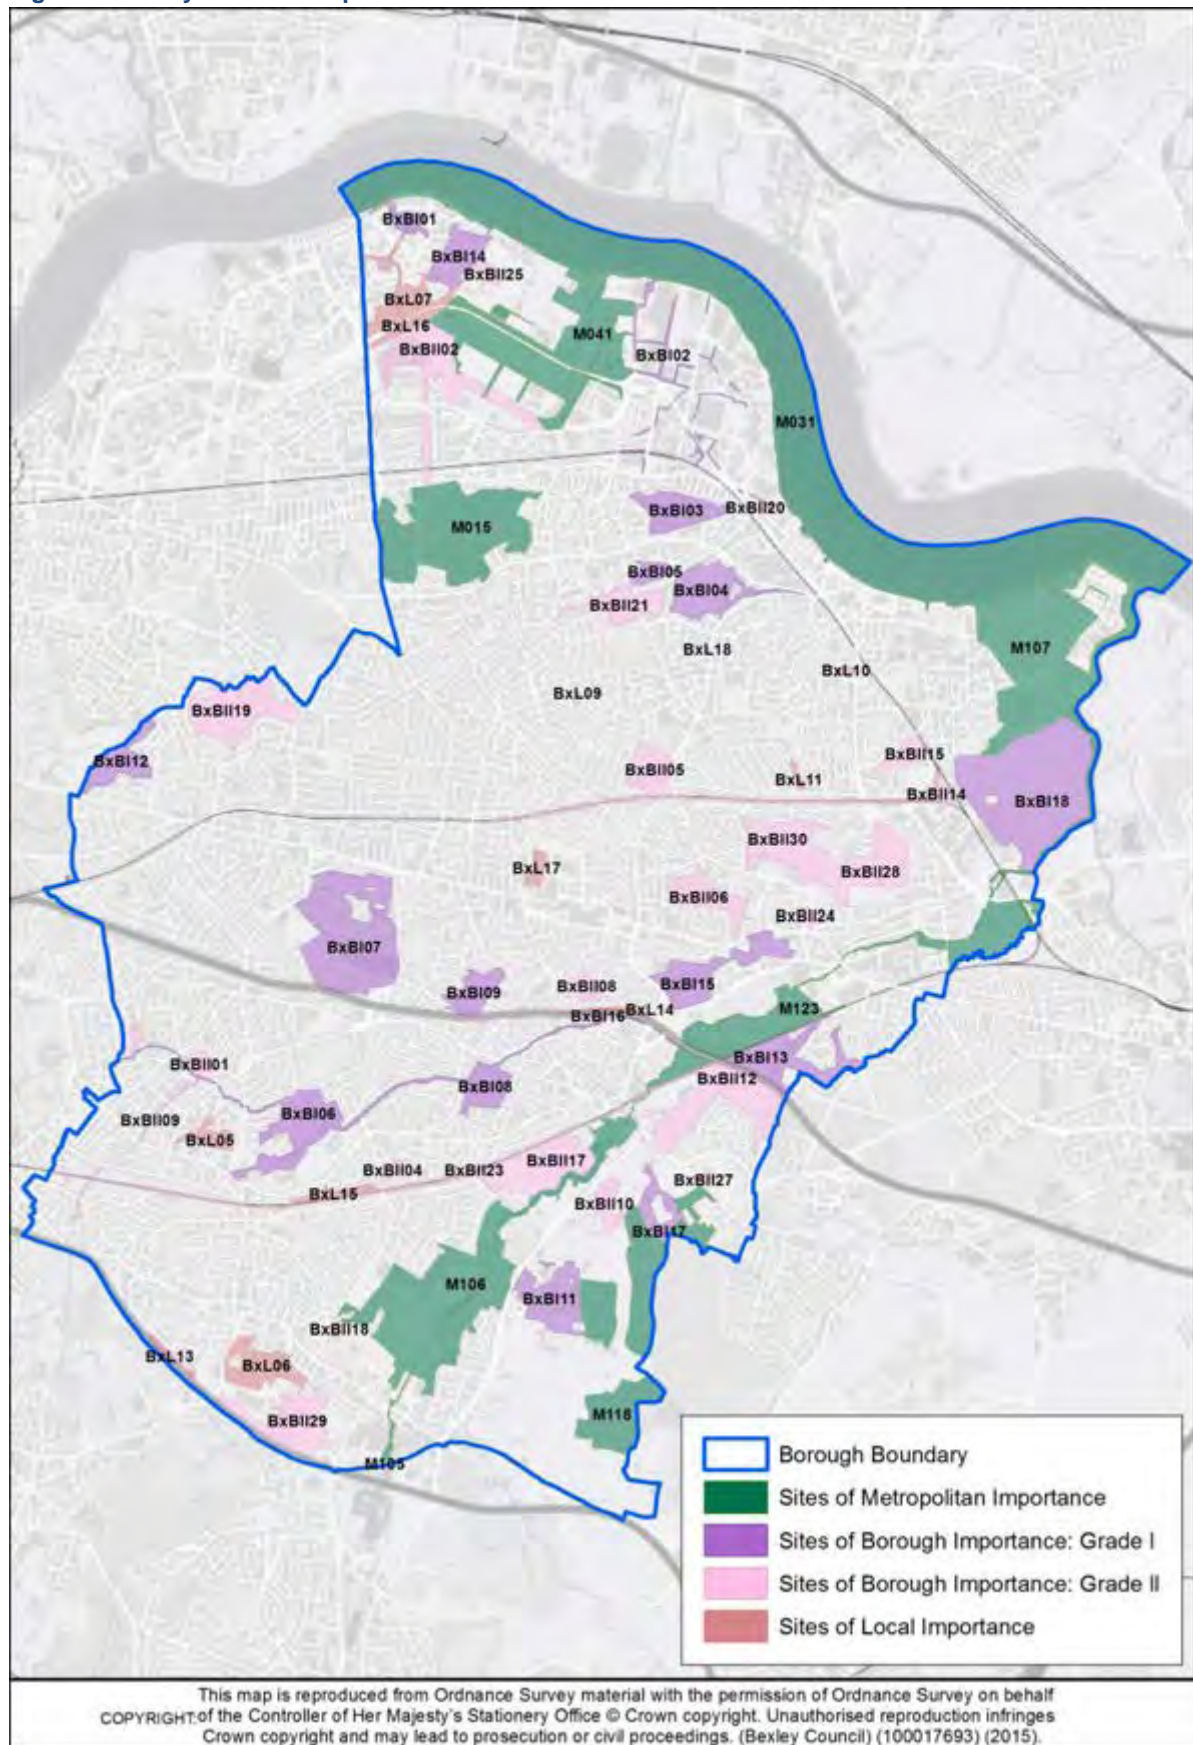 BxBI01
BxBI14
BxBII25
BxL07
BxL16
M041
BxBII02
BxBI02
M031
M015
BxBI03
BxBII20
BxBI05
BxBI04
BxBII21
BxL18
M107
BxL10
BxL09
BxBII19
BxBI12
BxBII15
BxBII05
BxL11
BxBII14
BxBI18
BxBII30
BxL17
BxBII28
BxBII06
BxBII24
BxBI07
BxBI15
BxBII08
BxBI09
BxL14
M123
BxBI16
BxBI13
BxBII01
BxBII12
BxBI08
BxBI06
BxBII09
BxL05
BxBII17
BxBII04
BxBII23
BxBII27
BxL15
BxBII10
BxBI17
M106
BxBI11
BxBII18
BxL13
BxL06
M118
BxBII29
M105
Borough Boundary
Sites of Metropolitan Importance
Sites of Borough Importance: Grade I
Sites of Borough Importance: Grade II
Sites of Local Importance
This map is reproduced from Ordnance Survey material with the permission of Ordnance Survey on behalf
COPYRIGHT:of the Controller of Her Majesty's Stationery Office © Crown copyright. Unauthorised reproduction infringes
Crown copyright and may lead to prosecution or civil proceedings. (Bexley Council) (100017693) (2015).